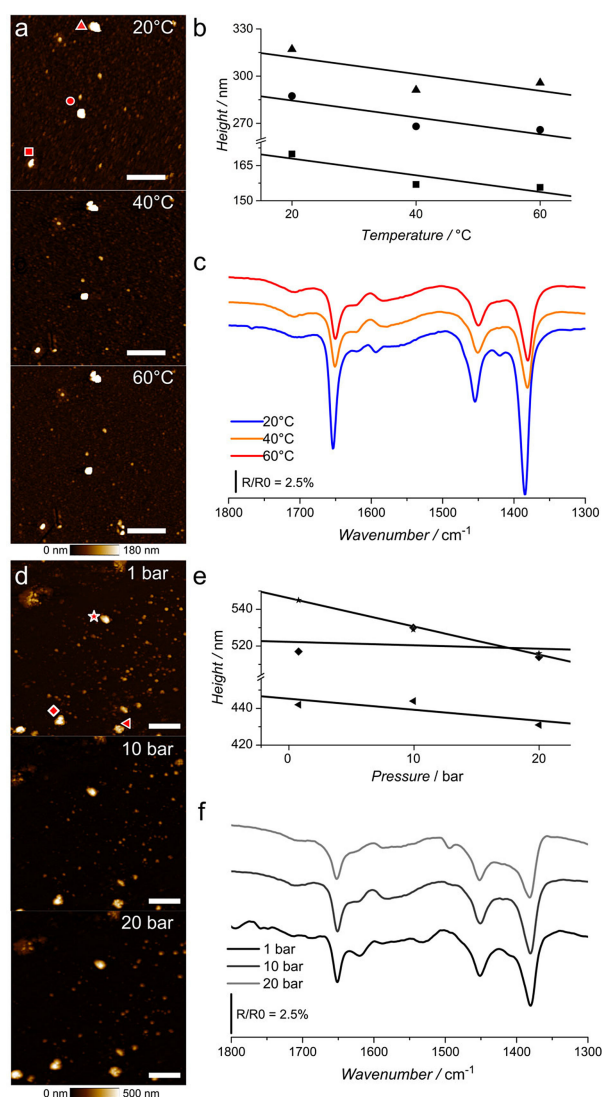 a
20°C
40°C
60°C
0 nm
180 nm
b
330
300
270
165
150
Height / nm
20
40
60
Temperature / °C
c
20°C
40°C
60°C
R/R0 = 2.5%
1800
1700
1600
1500
1400
1300
Wavenumber / cm-1
d
1 bar
10 bar
20 bar
0 nm
500 nm
e
540
520
440
420
Height / nm
0
10
20
Pressure / bar
f
1 bar
10 bar
20 bar
R/R0 = 2.5%
1800
1700
1600
1500
1400
1300
Wavenumber / cm-1